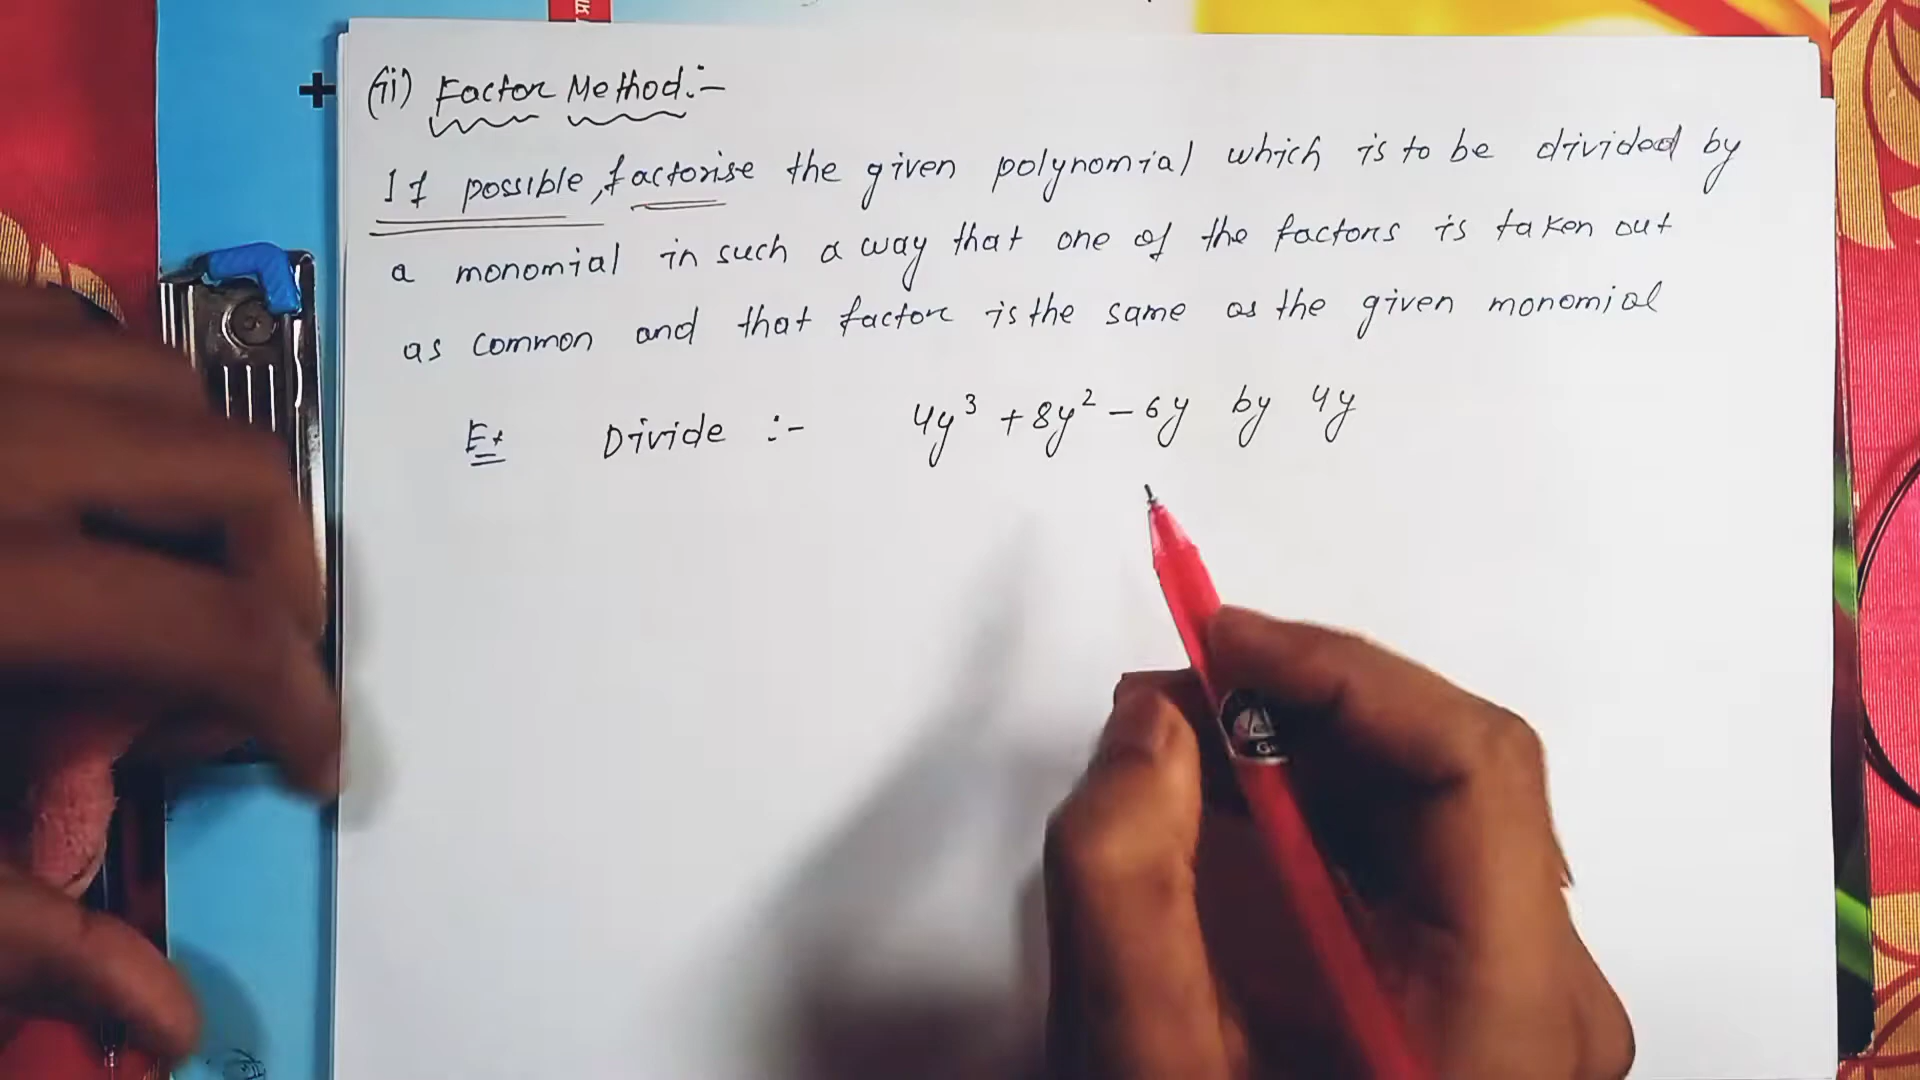 (ii) Factor Method:-
If possible, factorise the given polynomial which is to be divided by
a monomial in such a way that one of the factors is taken out
as common and that factor is the same as the given monomial
Ex Divide :- 4y³ + 8y² - 6y by 4y